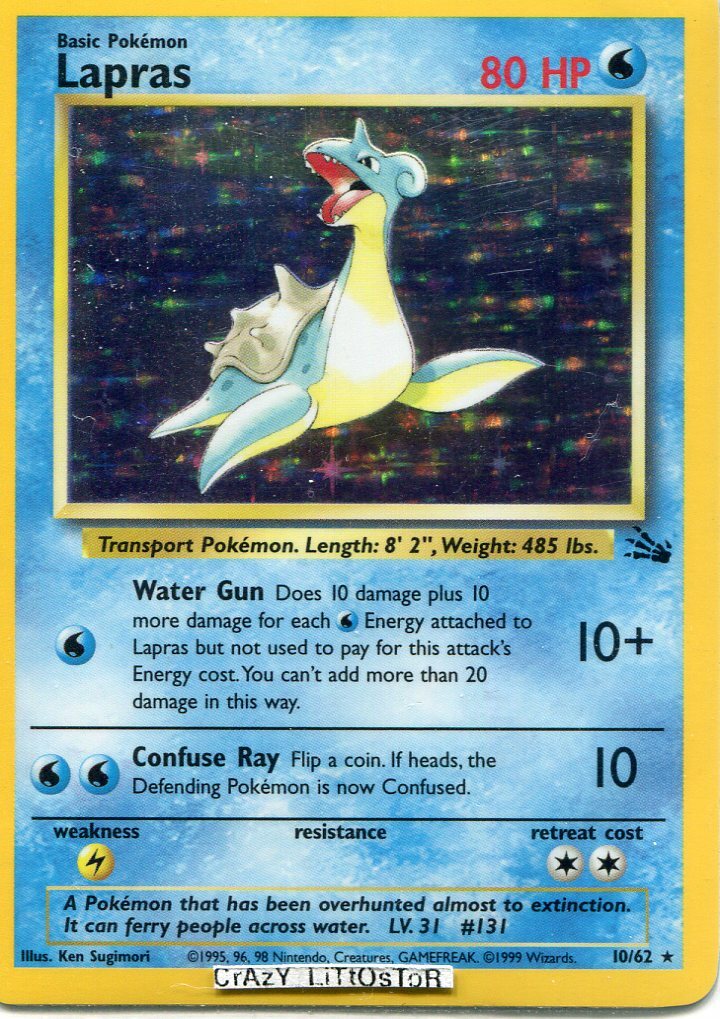 Basic Pokémon
Lapras 80 HP
Transport Pokémon. Length: 8' 2", Weight: 485 lbs.
Water Gun Does 10 damage plus 10
more damage for each Energy attached to
Lapras but not used to pay for this attack's
Energy cost. You can't add more than 20
damage in this way.
10+
Confuse Ray Flip a coin. If heads, the
Defending Pokémon is now Confused.
10
weakness resistance retreat cost
A Pokémon that has been overhunted almost to extinction.
It can ferry people across water. LV. 31 #131
Illus. Ken Sugimori ©1995, 96, 98 Nintendo, Creatures, GAMEFREAK. ©1999 Wizards. 10/62 ★
CrAzY LiTtOsToR